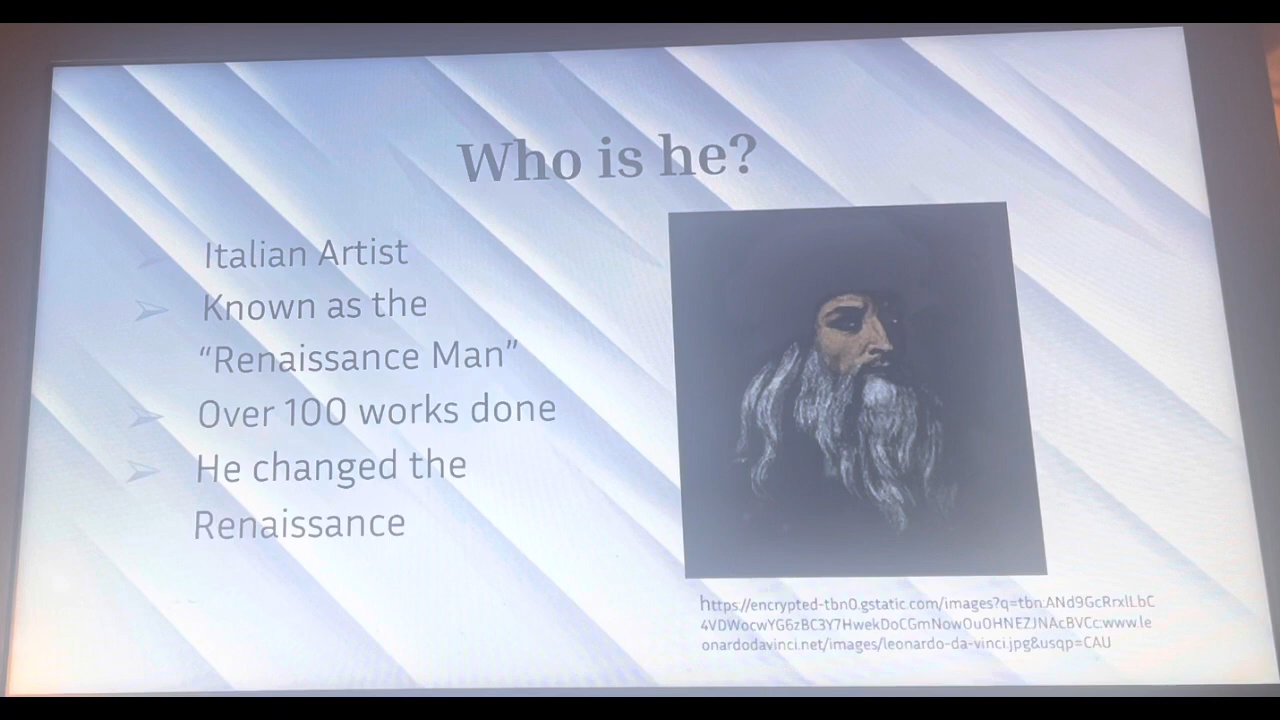 Who is he?
Italian Artist
Known as the
“Renaissance Man”
Over 100 works done
He changed the
Renaissance
https://encrypted-tbn0.gstatic.com/images?q=tbn:ANd9GcRrxlLbC
4VDWocwYG6zBC3Y7HwekDoCGmNowOu0HNEZJNAcBVCc:www.le
onardodavinci.net/images/leonardo-da-vinci.jpg&usqp=CAU